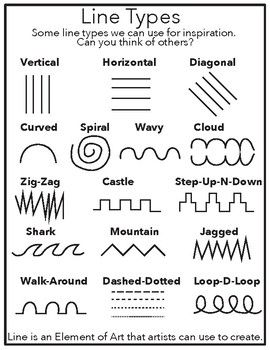 Line Types
Some line types we can use for inspiration.
Can you think of others?
Vertical Horizontal Diagonal
Curved Spiral Wavy Cloud
Zig-Zag Castle Step-Up-N-Down
Shark Mountain Jagged
Walk-Around Dashed-Dotted Loop-D-Loop
Line is an Element of Art that artists can use to create.